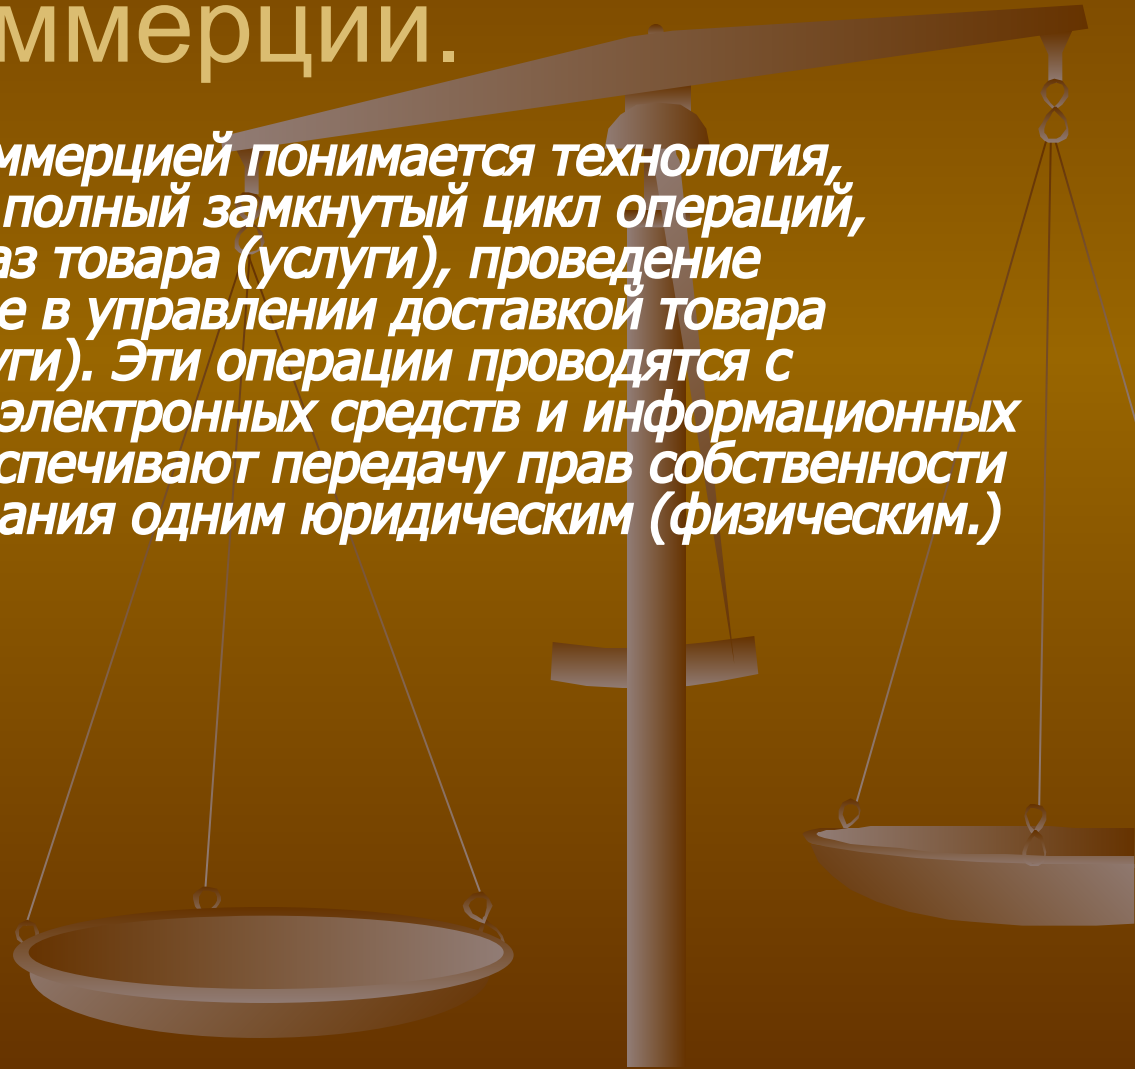 ммерции.
ммерцией понимается технология,
полный замкнутый цикл операций,
аз товара (услуги), проведение
е в управлении доставкой товара
уги). Эти операции проводятся с
электронных средств и информационных
спечивают передачу прав собственности
ания одним юридическим (физическим.)